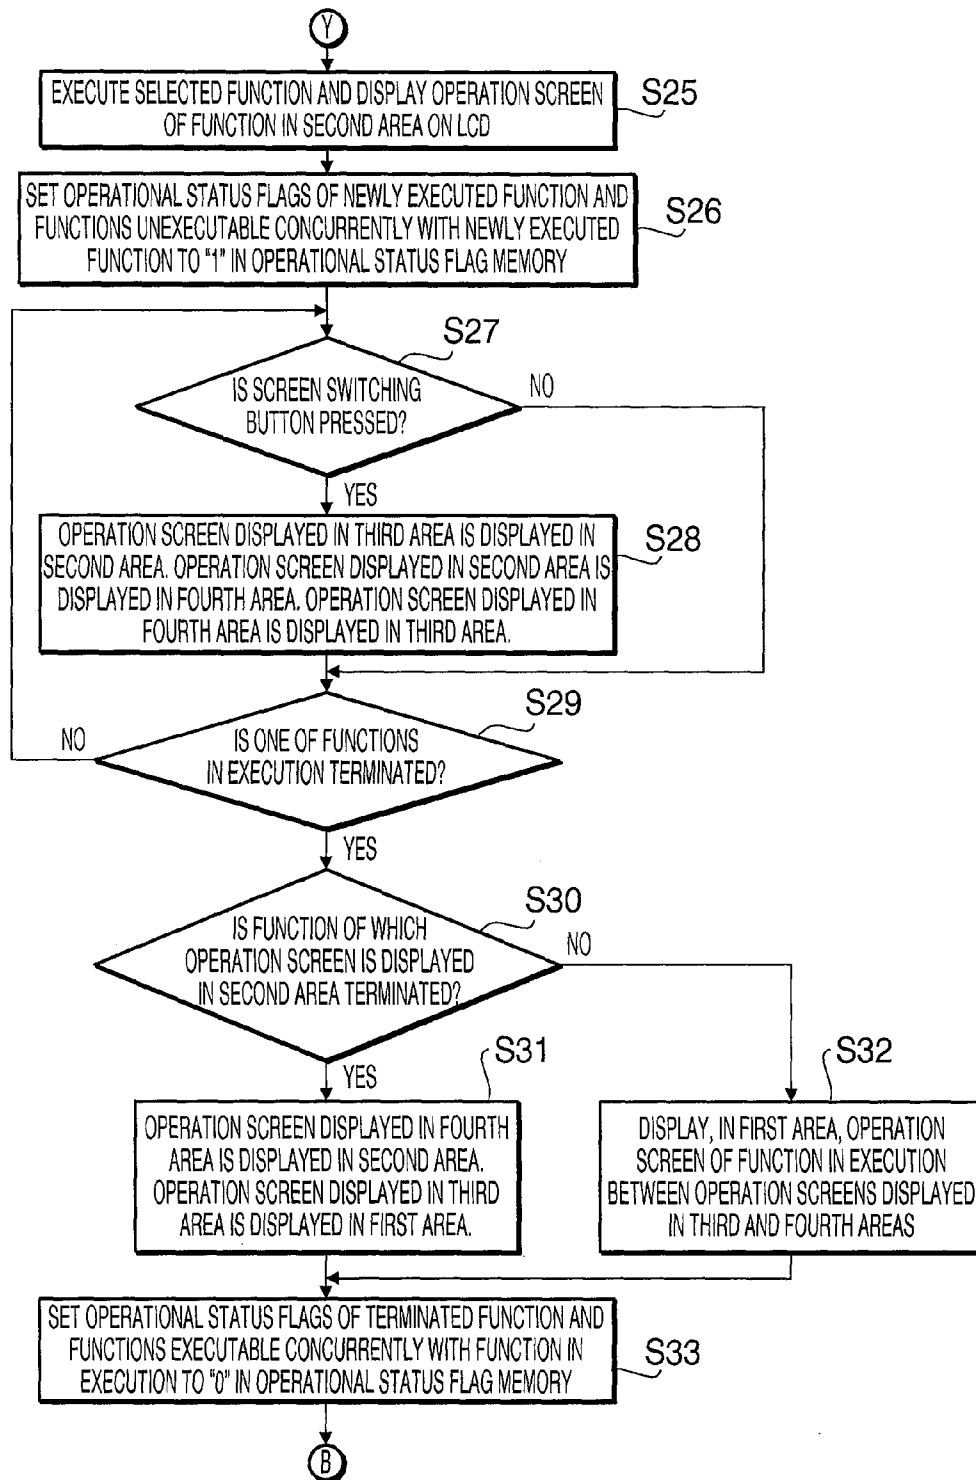 Y
EXECUTE SELECTED FUNCTION AND DISPLAY OPERATION SCREEN
OF FUNCTION IN SECOND AREA ON LCD
S25
SET OPERATIONAL STATUS FLAGS OF NEWLY EXECUTED FUNCTION AND
FUNCTIONS UNEXECUTABLE CONCURRENTLY WITH NEWLY EXECUTED
FUNCTION TO "1" IN OPERATIONAL STATUS FLAG MEMORY
S26
S27
IS SCREEN SWITCHING
BUTTON PRESSED?
NO
YES
OPERATION SCREEN DISPLAYED IN THIRD AREA IS DISPLAYED IN
SECOND AREA. OPERATION SCREEN DISPLAYED IN SECOND AREA IS
DISPLAYED IN FOURTH AREA. OPERATION SCREEN DISPLAYED IN
FOURTH AREA IS DISPLAYED IN THIRD AREA.
S28
S29
IS ONE OF FUNCTIONS
IN EXECUTION TERMINATED?
NO
YES
S30
IS FUNCTION OF WHICH
OPERATION SCREEN IS DISPLAYED
IN SECOND AREA TERMINATED?
NO
YES
S31
OPERATION SCREEN DISPLAYED IN FOURTH
AREA IS DISPLAYED IN SECOND AREA.
OPERATION SCREEN DISPLAYED IN THIRD
AREA IS DISPLAYED IN FIRST AREA.
S32
DISPLAY, IN FIRST AREA, OPERATION
SCREEN OF FUNCTION IN EXECUTION
BETWEEN OPERATION SCREENS DISPLAYED
IN THIRD AND FOURTH AREAS
SET OPERATIONAL STATUS FLAGS OF TERMINATED FUNCTION AND
FUNCTIONS EXECUTABLE CONCURRENTLY WITH FUNCTION IN
EXECUTION TO "0" IN OPERATIONAL STATUS FLAG MEMORY
S33
B